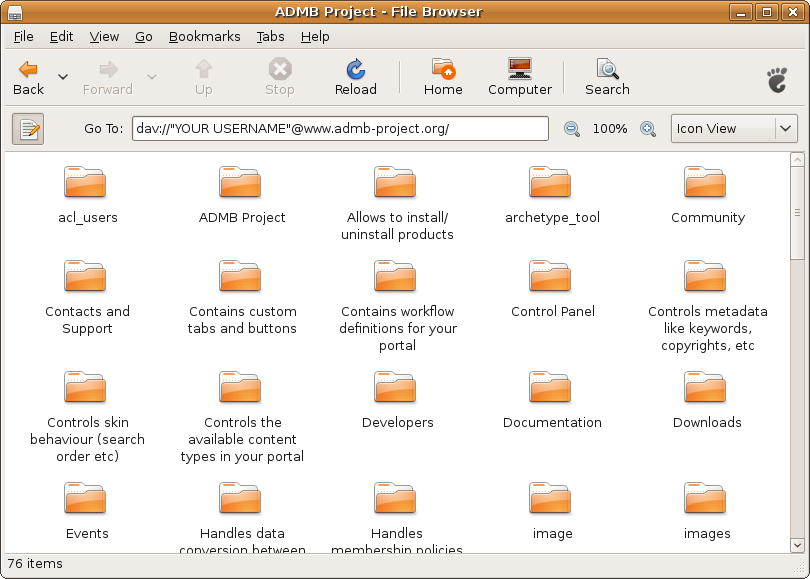 ADMB Project - File Browser
File Edit View Go Bookmarks Tabs Help
Back Forward Up Stop Reload Home Computer Search
Go To: dav://"YOUR USERNAME"@www.admb-project.org/ 100% Icon View
acl_users ADMB Project Allows to install/ archetype_tool Community
uninstall products
Contacts and Contains custom Contains workflow Control Panel Controls metadata
Support tabs and buttons definitions for your like keywords,
portal copyrights, etc
Controls skin Controls the Developers Documentation Downloads
behaviour (search available content
order etc) types in your portal
Events Handles data Handles image images
conversion between membership policies
76 items